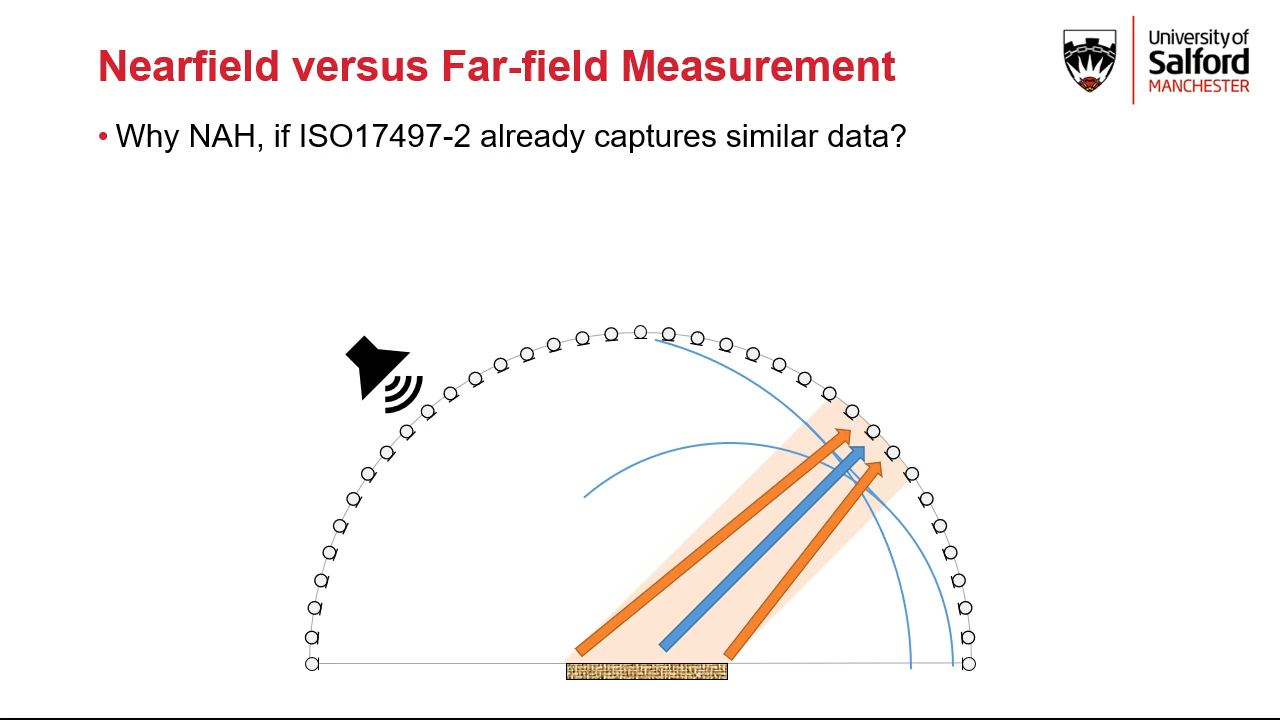 Nearfield versus Far-field Measurement
University of
Salford
MANCHESTER
• Why NAH, if ISO17497-2 already captures similar data?